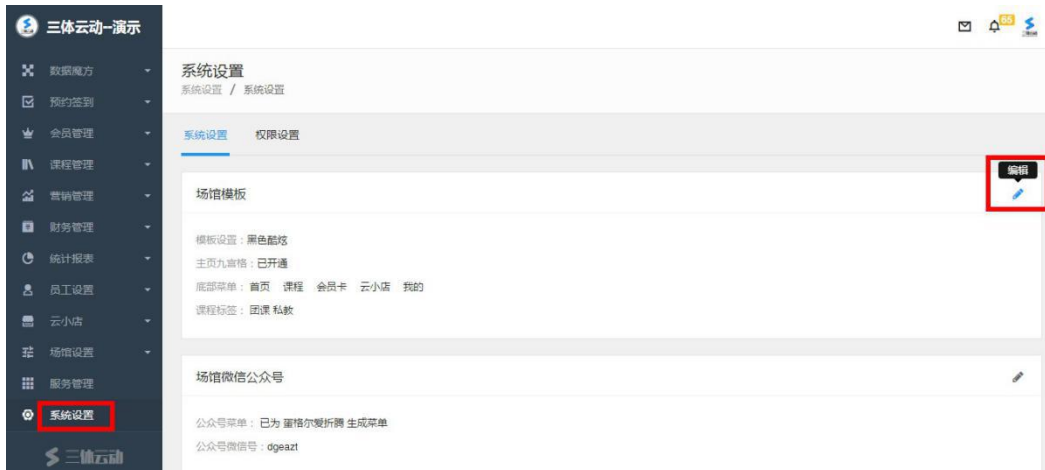 三体云动--演示
65
数据魔方
预约签到
会员管理
课程管理
营销管理
财务管理
统计报表
员工设置
云小店
场馆设置
服务管理
系统设置
三体云动
系统设置
系统设置 / 系统设置
系统设置 权限设置
编辑
场馆模板
模板设置：黑色酷炫
主页九宫格：已开通
底部菜单： 首页 课程 会员卡 云小店 我的
课程标签： 团课 私教
场馆微信公众号
公众号菜单： 已为 蛋格尔爱折腾 生成菜单
公众号微信号：dgeazt